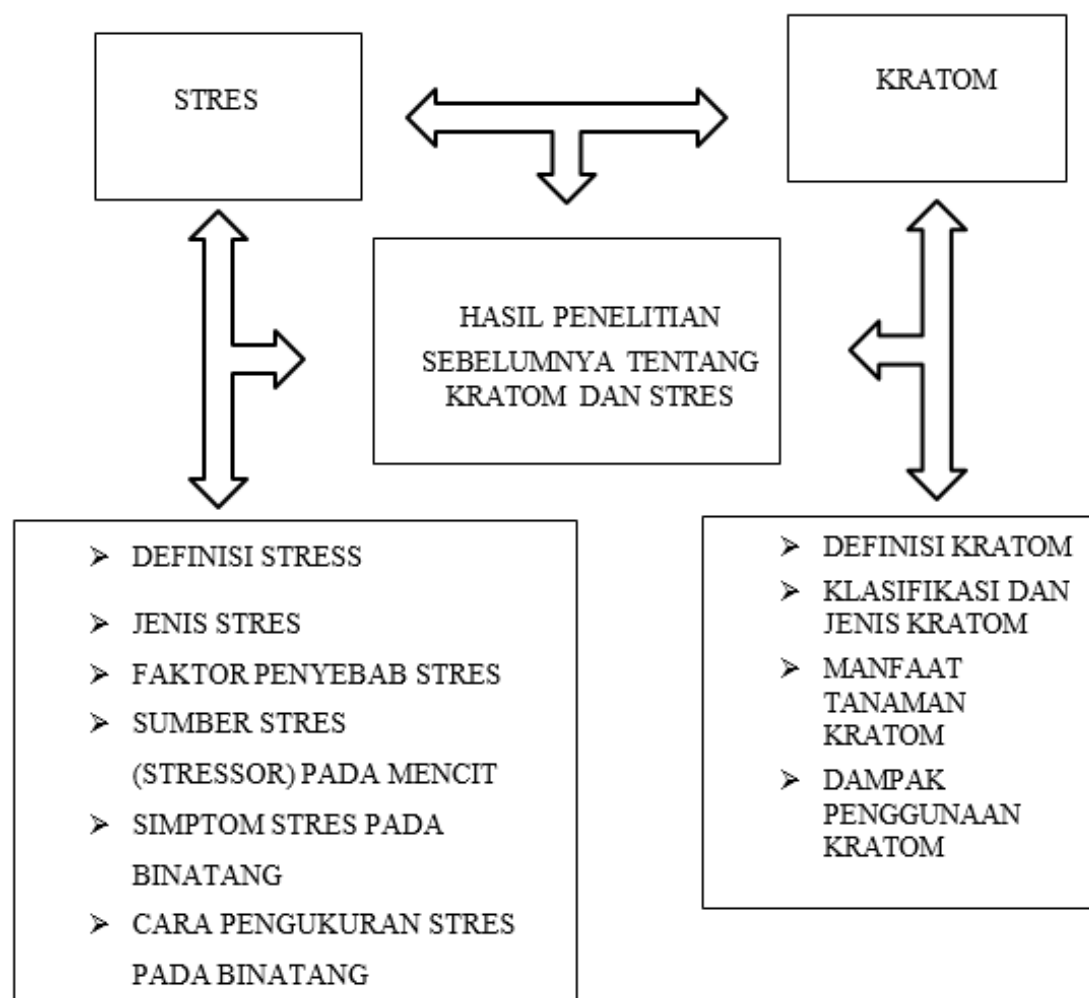 STRES
KRATOM
HASIL PENELITIAN
SEBELUMNYA TENTANG
KRATOM DAN STRES
➢ DEFINISI STRESS
➢ JENIS STRES
➢ FAKTOR PENYEBAB STRES
➢ SUMBER STRES
(STRESSOR) PADA MENCIT
➢ SIMPTOM STRES PADA
BINATANG
➢ CARA PENGUKURAN STRES
PADA BINATANG
➢ DEFINISI KRATOM
➢ KLASIFIKASI DAN
JENIS KRATOM
➢ MANFAAT
TANAMAN
KRATOM
➢ DAMPAK
PENGGUNAAN
KRATOM